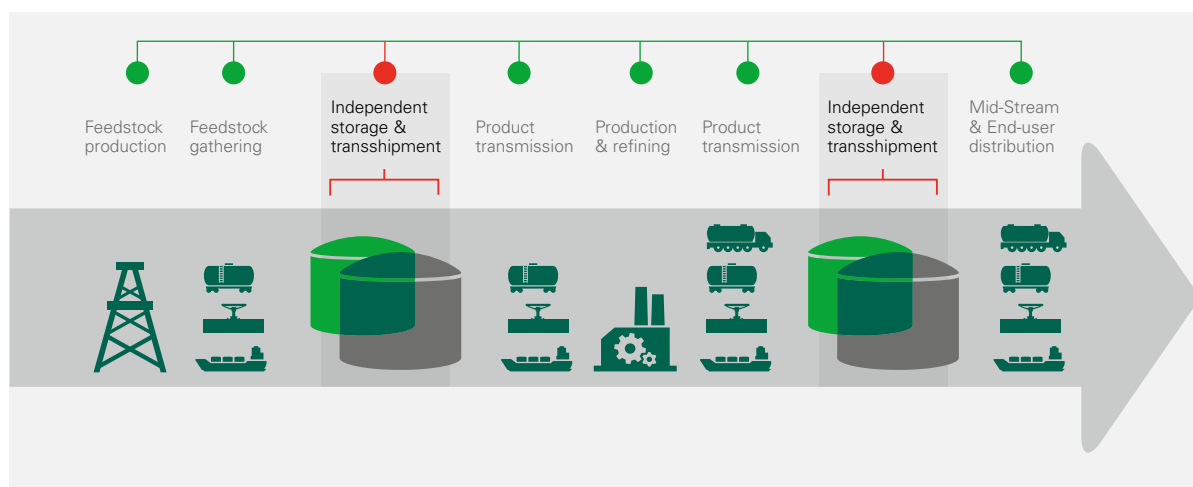 Feedstock
production
Feedstock
gathering
Independent
storage &
transshipment
Product
transmission
Production
& refining
Product
transmission
Independent
storage &
transshipment
Mid-Stream
& End-user
distribution